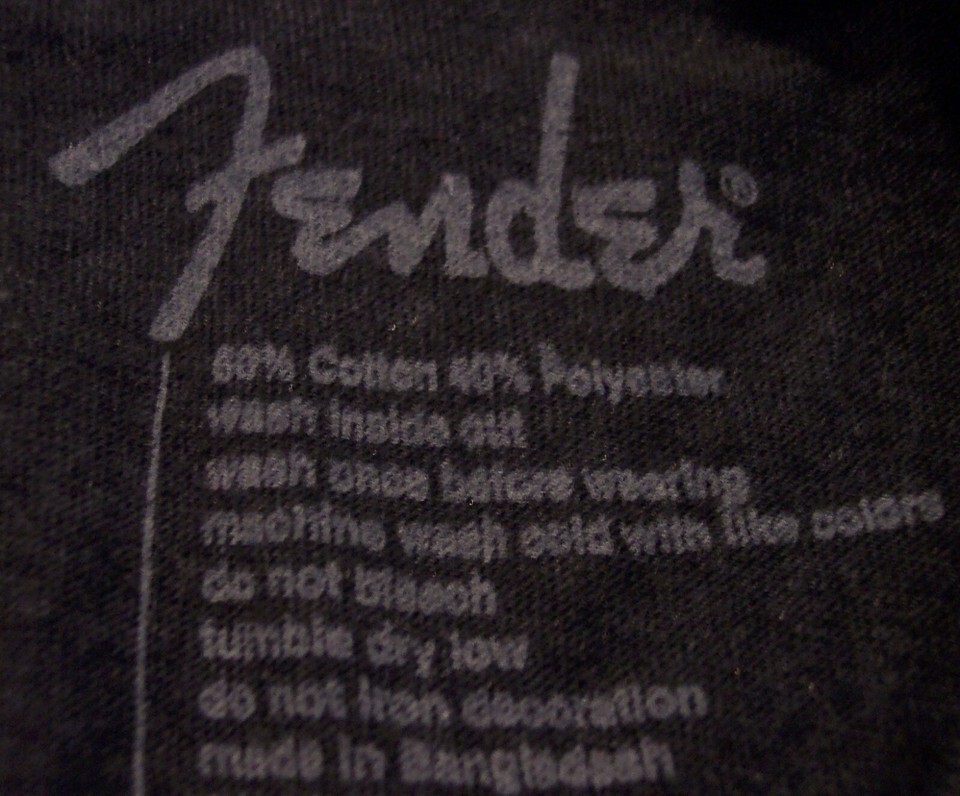 Fender®
60% Cotton 40% Polyester
wash inside out
wash once before wearing
machine wash cold with like colors
do not bleach
tumble dry low
do not iron decoration
made in Bangladesh